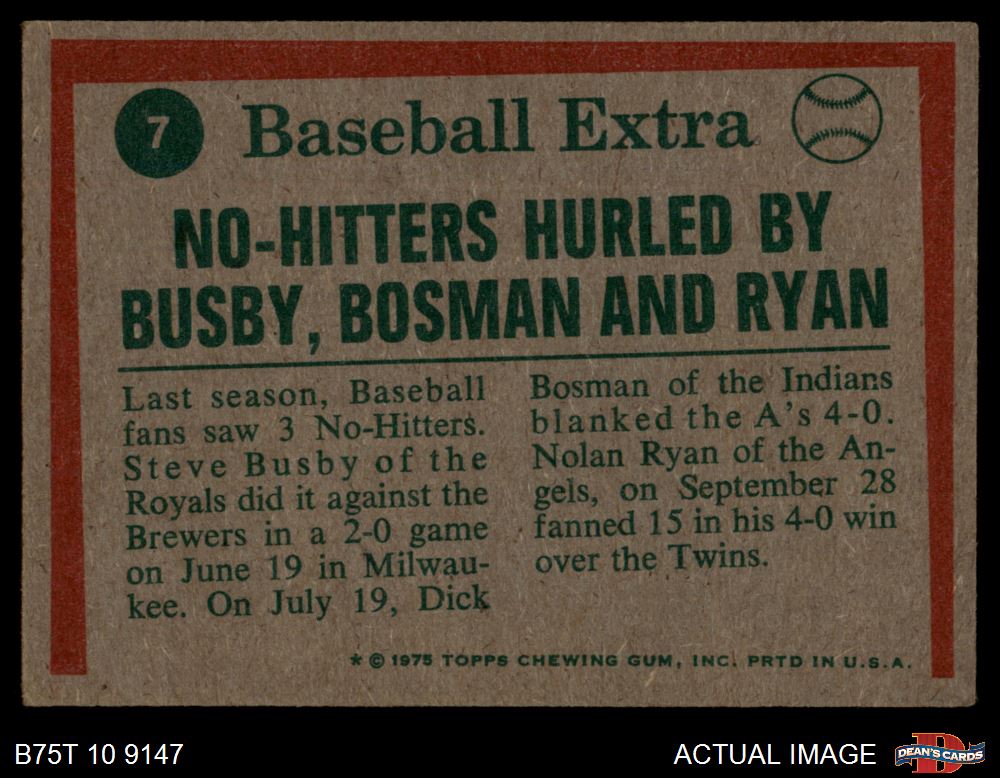 7
Baseball Extra
NO-HITTERS HURLED BY
BUSBY, BOSMAN AND RYAN
Last season, Baseball
fans saw 3 No-Hitters.
Steve Busby of the
Royals did it against the
Brewers in a 2-0 game
on June 19 in Milwau-
kee. On July 19, Dick
Bosman of the Indians
blanked the A's 4-0.
Nolan Ryan of the An-
gels, on September 28
fanned 15 in his 4-0 win
over the Twins.
* © 1975 TOPPS CHEWING GUM, INC. PRTD IN U.S.A.
B75T 10 9147
ACTUAL IMAGE
DEAN'S CARDS